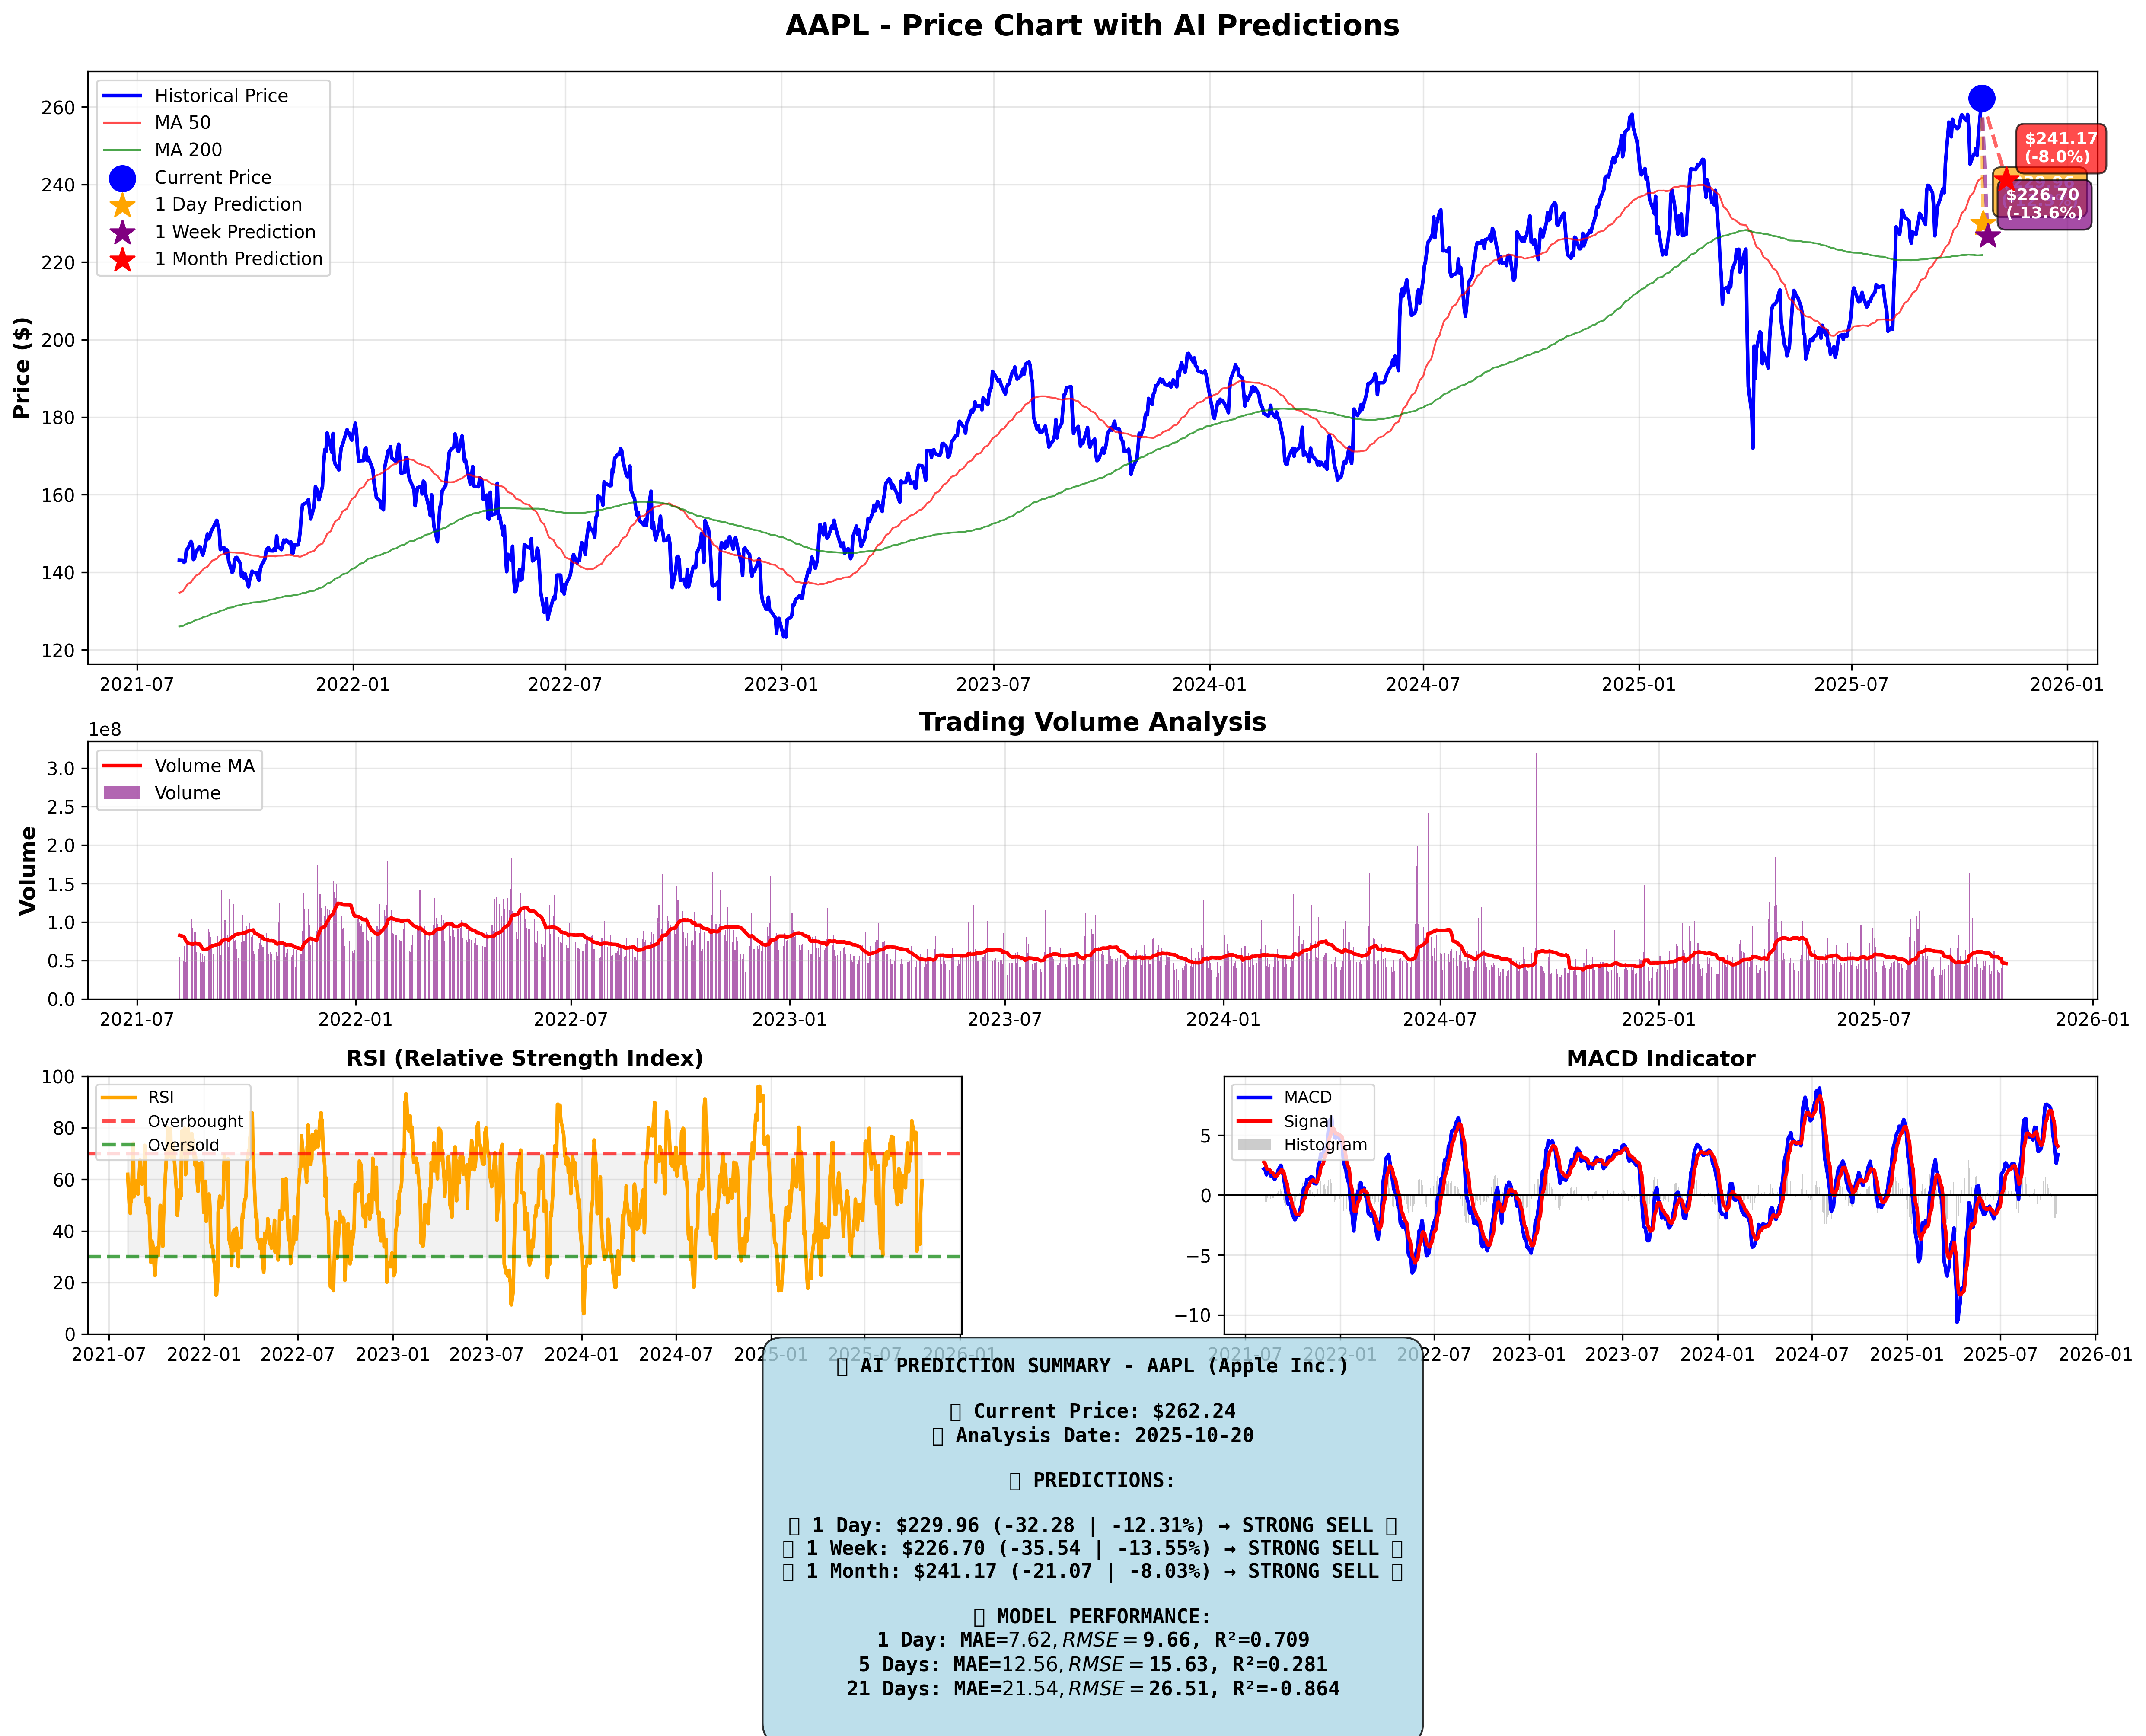 AAPL - Price Chart with AI Predictions
Price ($)
260
240
220
200
180
160
140
120
Historical Price
MA 50
MA 200
Current Price
1 Day Prediction
1 Week Prediction
1 Month Prediction
$241.17
(-8.0%)
$226.70
(-13.6%)
2021-07
2022-01
2022-07
2023-01
2023-07
2024-01
2024-07
2025-01
2025-07
2026-01
Trading Volume Analysis
1e8
Volume
3.0
2.5
2.0
1.5
1.0
0.5
0.0
Volume MA
Volume
2021-07
2022-01
2022-07
2023-01
2023-07
2024-01
2024-07
2025-01
2025-07
2026-01
RSI (Relative Strength Index)
100
80
60
40
20
0
RSI
Overbought
Oversold
2021-07
2022-01
2022-07
2023-01
2023-07
2024-01
2024-07
2025-01
2025-07
2026-01
MACD Indicator
5
0
−5
−10
MACD
Signal
Histogram
2021-07
2022-01
2022-07
2023-01
2023-07
2024-01
2024-07
2025-01
2025-07
2026-01
AI PREDICTION SUMMARY - AAPL (Apple Inc.)
Current Price: $262.24
Analysis Date: 2025-10-20
PREDICTIONS:
1 Day: $229.96 (-32.28 | -12.31%) → STRONG SELL
1 Week: $226.70 (-35.54 | -13.55%) → STRONG SELL
1 Month: $241.17 (-21.07 | -8.03%) → STRONG SELL
MODEL PERFORMANCE:
1 Day: MAE=7.62, RMSE = 9.66, R²=0.709
5 Days: MAE=12.56, RMSE = 15.63, R²=0.281
21 Days: MAE=21.54, RMSE = 26.51, R²=-0.864